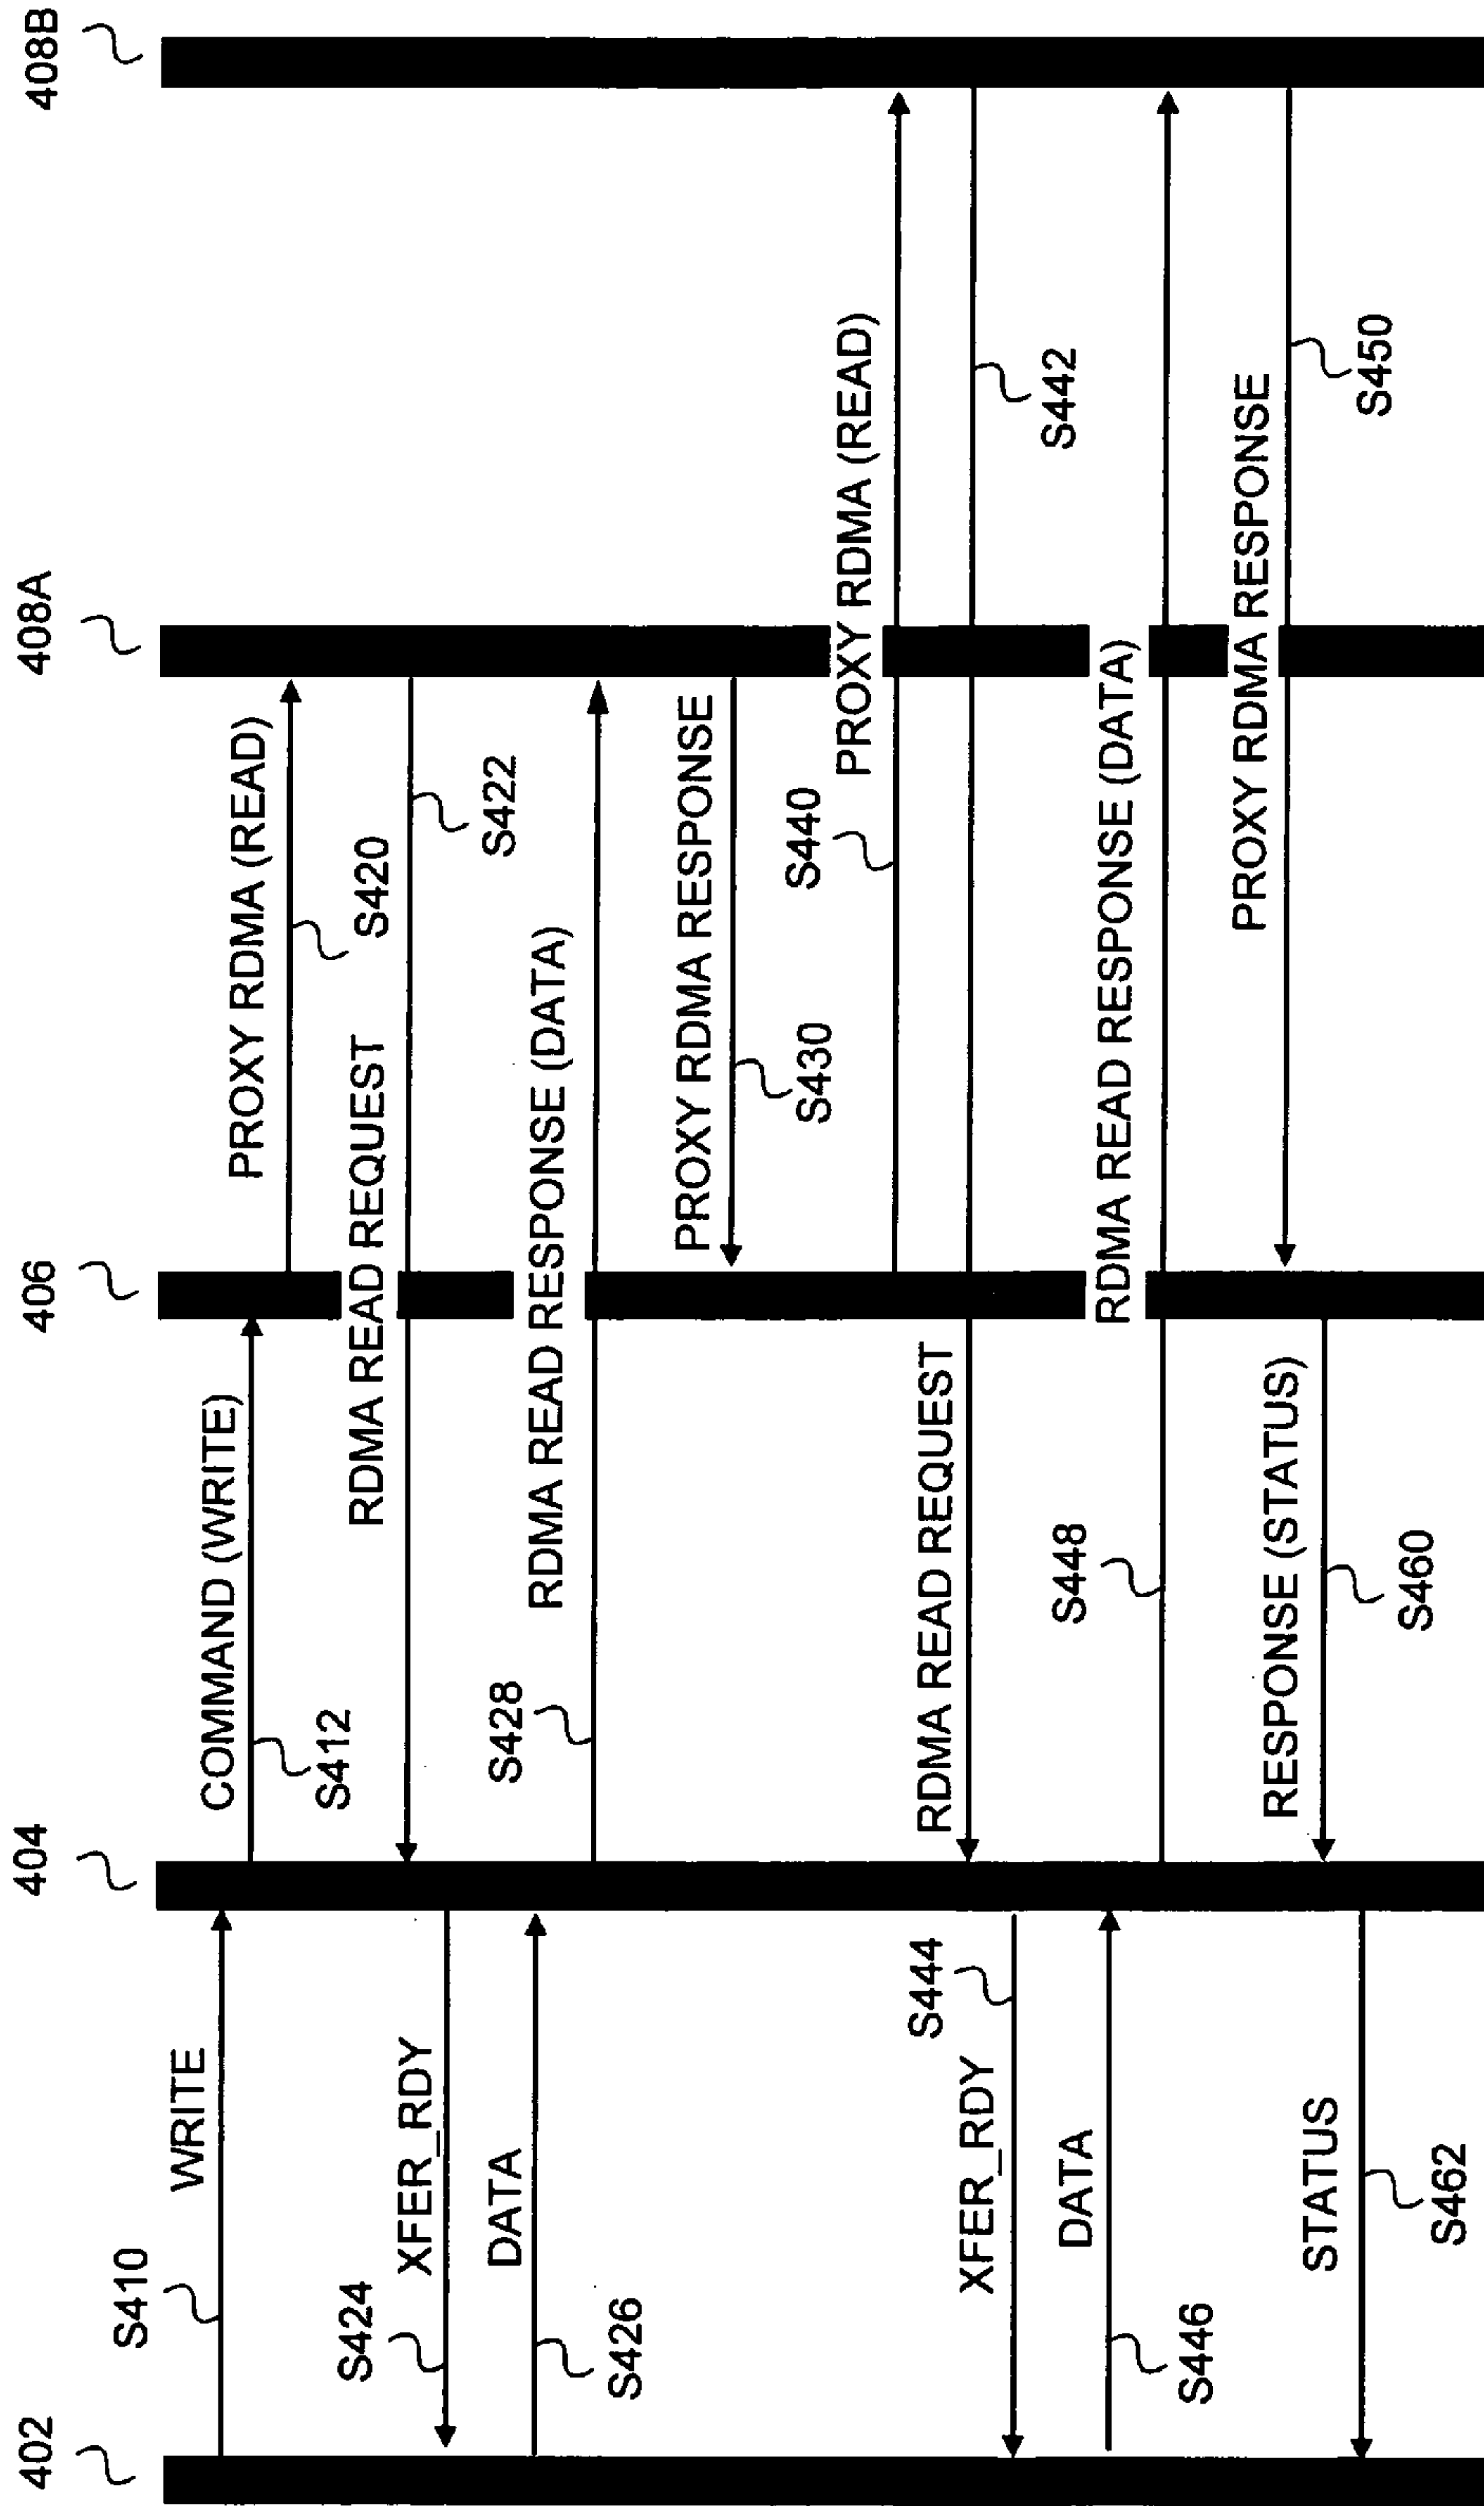 402
404
406
408A
408B
S410
WRITE
COMMAND (WRITE)
S412
PROXY RDMA (READ)
S420
RDMA READ REQUEST
S422
S424
XFER_RDY
DATA
S426
S428
RDMA READ RESPONSE (DATA)
PROXY RDMA RESPONSE
S430
S440
PROXY RDMA (READ)
RDMA READ REQUEST
S442
XFER_RDY
S444
DATA
S446
S448
RDMA READ RESPONSE (DATA)
PROXY RDMA RESPONSE
S450
RESPONSE (STATUS)
S460
STATUS
S462